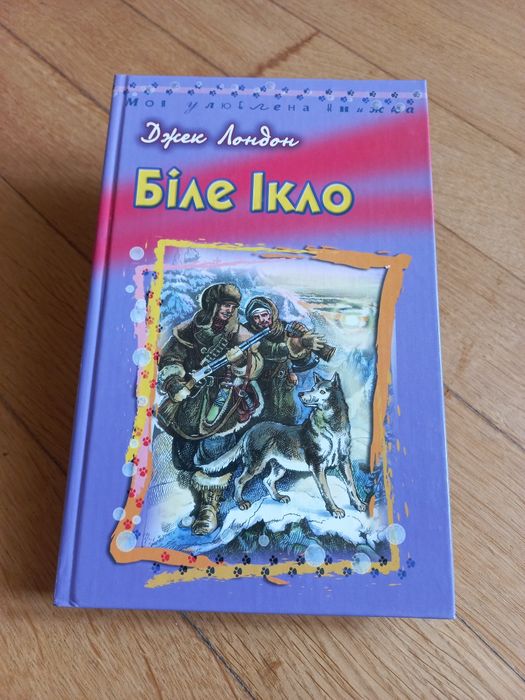 Моя улюблена книжка
Джек Лондон
Біле Ікло